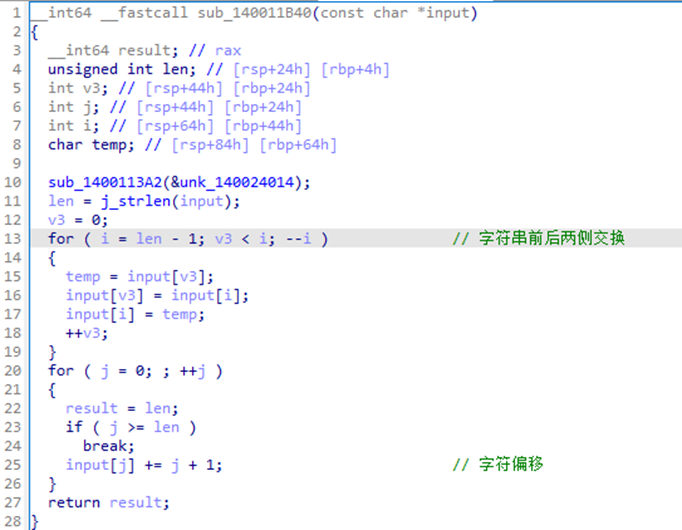 1 __int64 __fastcall sub_140011B40(const char *input)
2 {
3 __int64 result; // rax
4 unsigned int len; // [rsp+24h] [rbp+4h]
5 int v3; // [rsp+44h] [rbp+24h]
6 int j; // [rsp+44h] [rbp+24h]
7 int i; // [rsp+64h] [rbp+44h]
8 char temp; // [rsp+84h] [rbp+64h]
9
10 sub_1400113A2(&unk_140024014);
11 len = j_strlen(input);
12 v3 = 0;
13 for ( i = len - 1; v3 < i; --i ) // 字符串前后两侧交换
14 {
15 temp = input[v3];
16 input[v3] = input[i];
17 input[i] = temp;
18 ++v3;
19 }
20 for ( j = 0; ; ++j )
21 {
22 result = len;
23 if ( j >= len )
24 break;
25 input[j] += j + 1; // 字符偏移
26 }
27 return result;
28 }